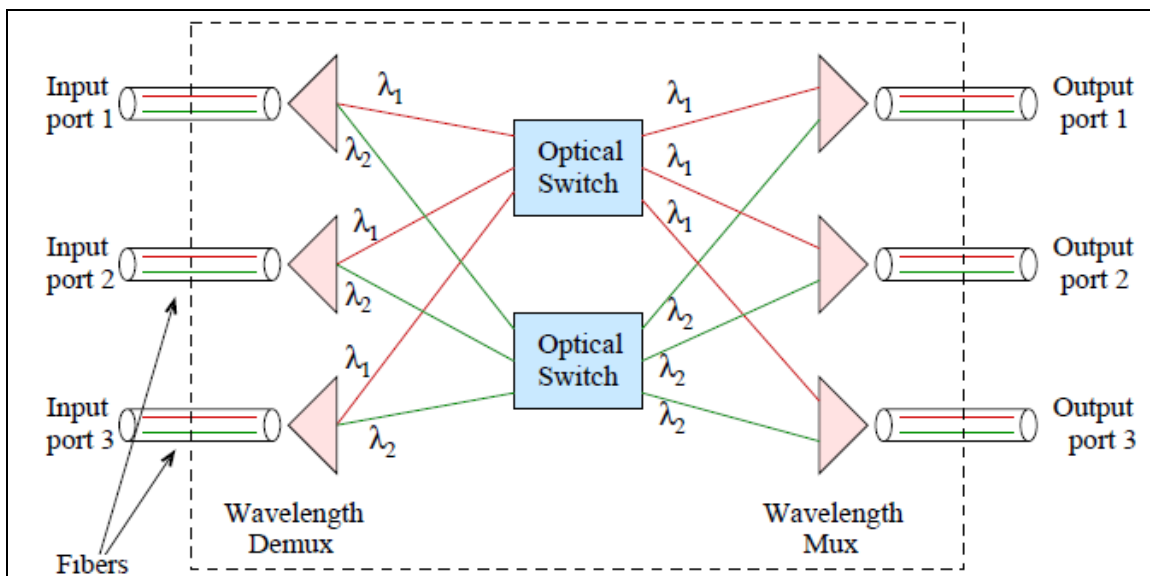 Input
port 1
λ1
λ2
Optical
Switch
λ1
λ1
λ1
Output
port 1
Input
port 2
λ1
λ2
Output
port 2
Optical
Switch
λ2
λ2
λ2
Input
port 3
λ1
λ2
Output
port 3
Wavelength
Demux
Wavelength
Mux
Fibers